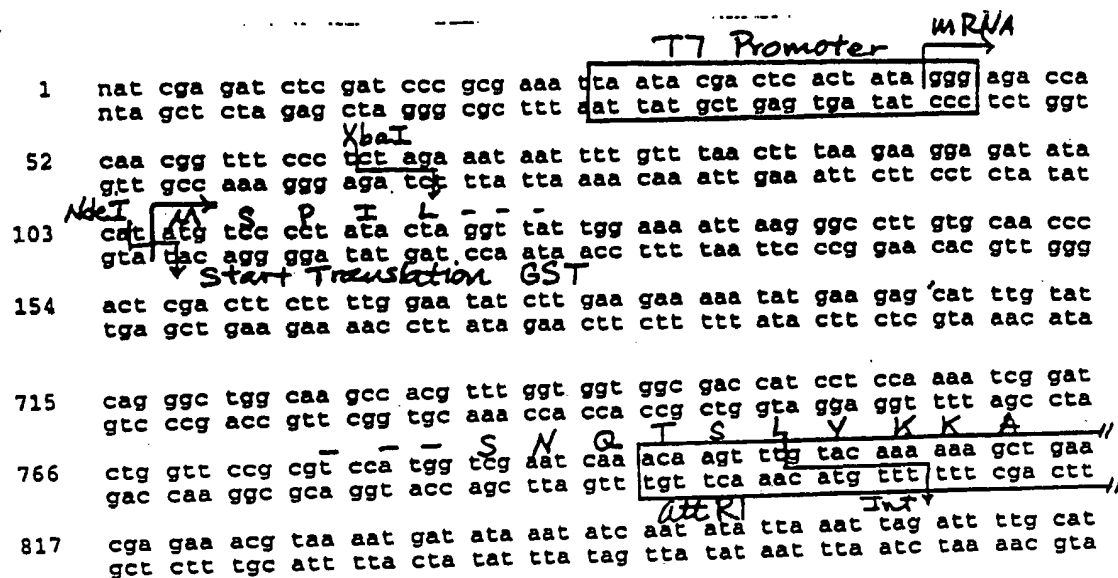 T7 Promoter mRNA
1 nat cga gat ctc gat ccc gcg aaa tta ata cga ctc act ata ggg aga cca
nta gct cta gag cta ggg cgc ttt aat tat gct gag tga tat ccc tct ggt
XbaI
52 caa cgg ttt ccc tct aga aat aat ttt gtt taa ctt taa gaa gga gat ata
gtt gcc aaa ggg aga tct tta tta aaa caa att gaa att ctt cct cta tat
NdeI M S P I L - - -
103 cat atg tcc cct ata cta ggt tat tgg aaa att aag ggc ctt gtg caa ccc
gta tac agg gga tat gat cca ata acc ttt taa ttc ccg gaa cac gtt ggg
Start Translation GST
154 act cga ctt ctt ttg gaa tat ctt gaa gaa aaa tat gaa gag cat ttg tat
tga gct gaa gaa aac ctt ata gaa ctt ctt ttt ata ctt ctc gta aac ata
715 cag ggc tgg caa gcc acg ttt ggt ggt ggc gac cat cct cca aaa tcg gat
gtc ccg acc gtt cgg tgc aaa cca cca ccg ctg gta gga ggt ttt agc cta
- - S N Q T S L Y K K A
766 ctg gtt ccg cgt cca tgg tcg aat caa aca agt ttg tac aaa aaa gct gaa
gac caa ggc gca ggt acc agc tta gtt tgt tca aac atg ttt ttt cga ctt
attR1 Int
817 cga gaa acg taa aat gat ata aat atc aat ata tta aat tag att ttg cat
gct ctt tgc att tta cta tat tta tag tta tat aat tta atc taa aac gta